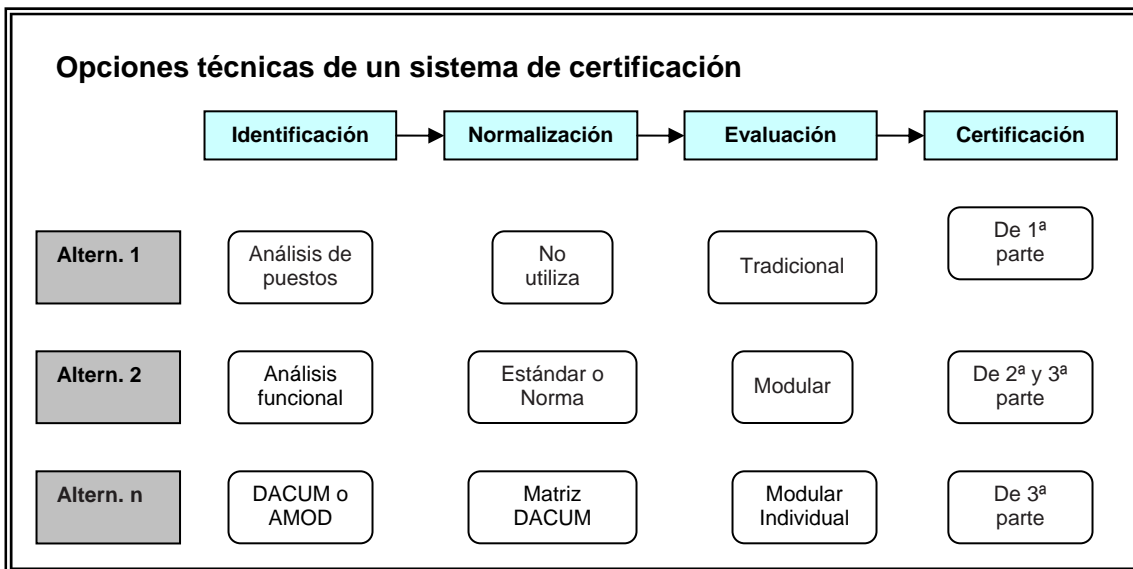 Opciones técnicas de un sistema de certificación
Identificación
Normalización
Evaluación
Certificación
Altern. 1
Análisis de
puestos
No
utiliza
Tradicional
De 1ª
parte
Altern. 2
Análisis
funcional
Estándar o
Norma
Modular
De 2ª y 3ª
parte
Altern. n
DACUM o
AMOD
Matriz
DACUM
Modular
Individual
De 3ª
parte